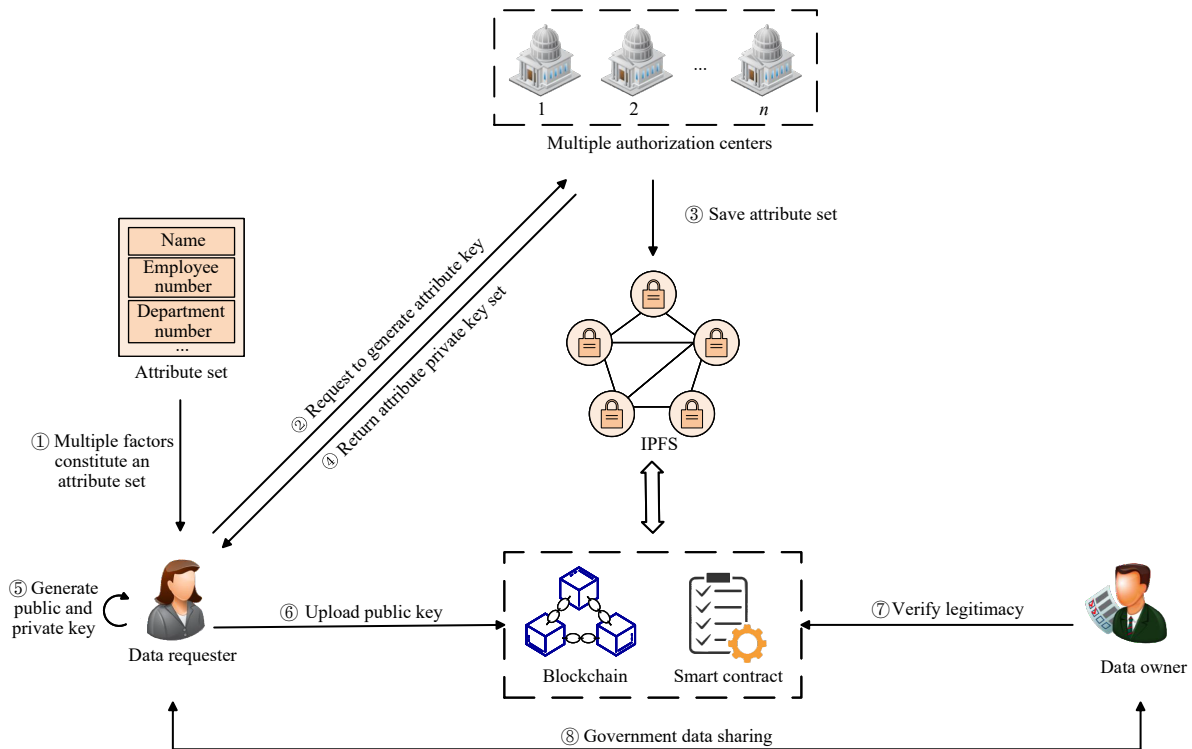 ...
1
2
n
Multiple authorization centers
③ Save attribute set
Name
Employee
number
Department
number
...
Attribute set
② Request to generate attribute key
④ Return attribute private key set
① Multiple factors
constitute an
attribute set
IPFS
⑤ Generate
public and
private key
Data requester
⑥ Upload public key
Blockchain
Smart contract
⑦Verify legitimacy
Data owner
⑧ Government data sharing